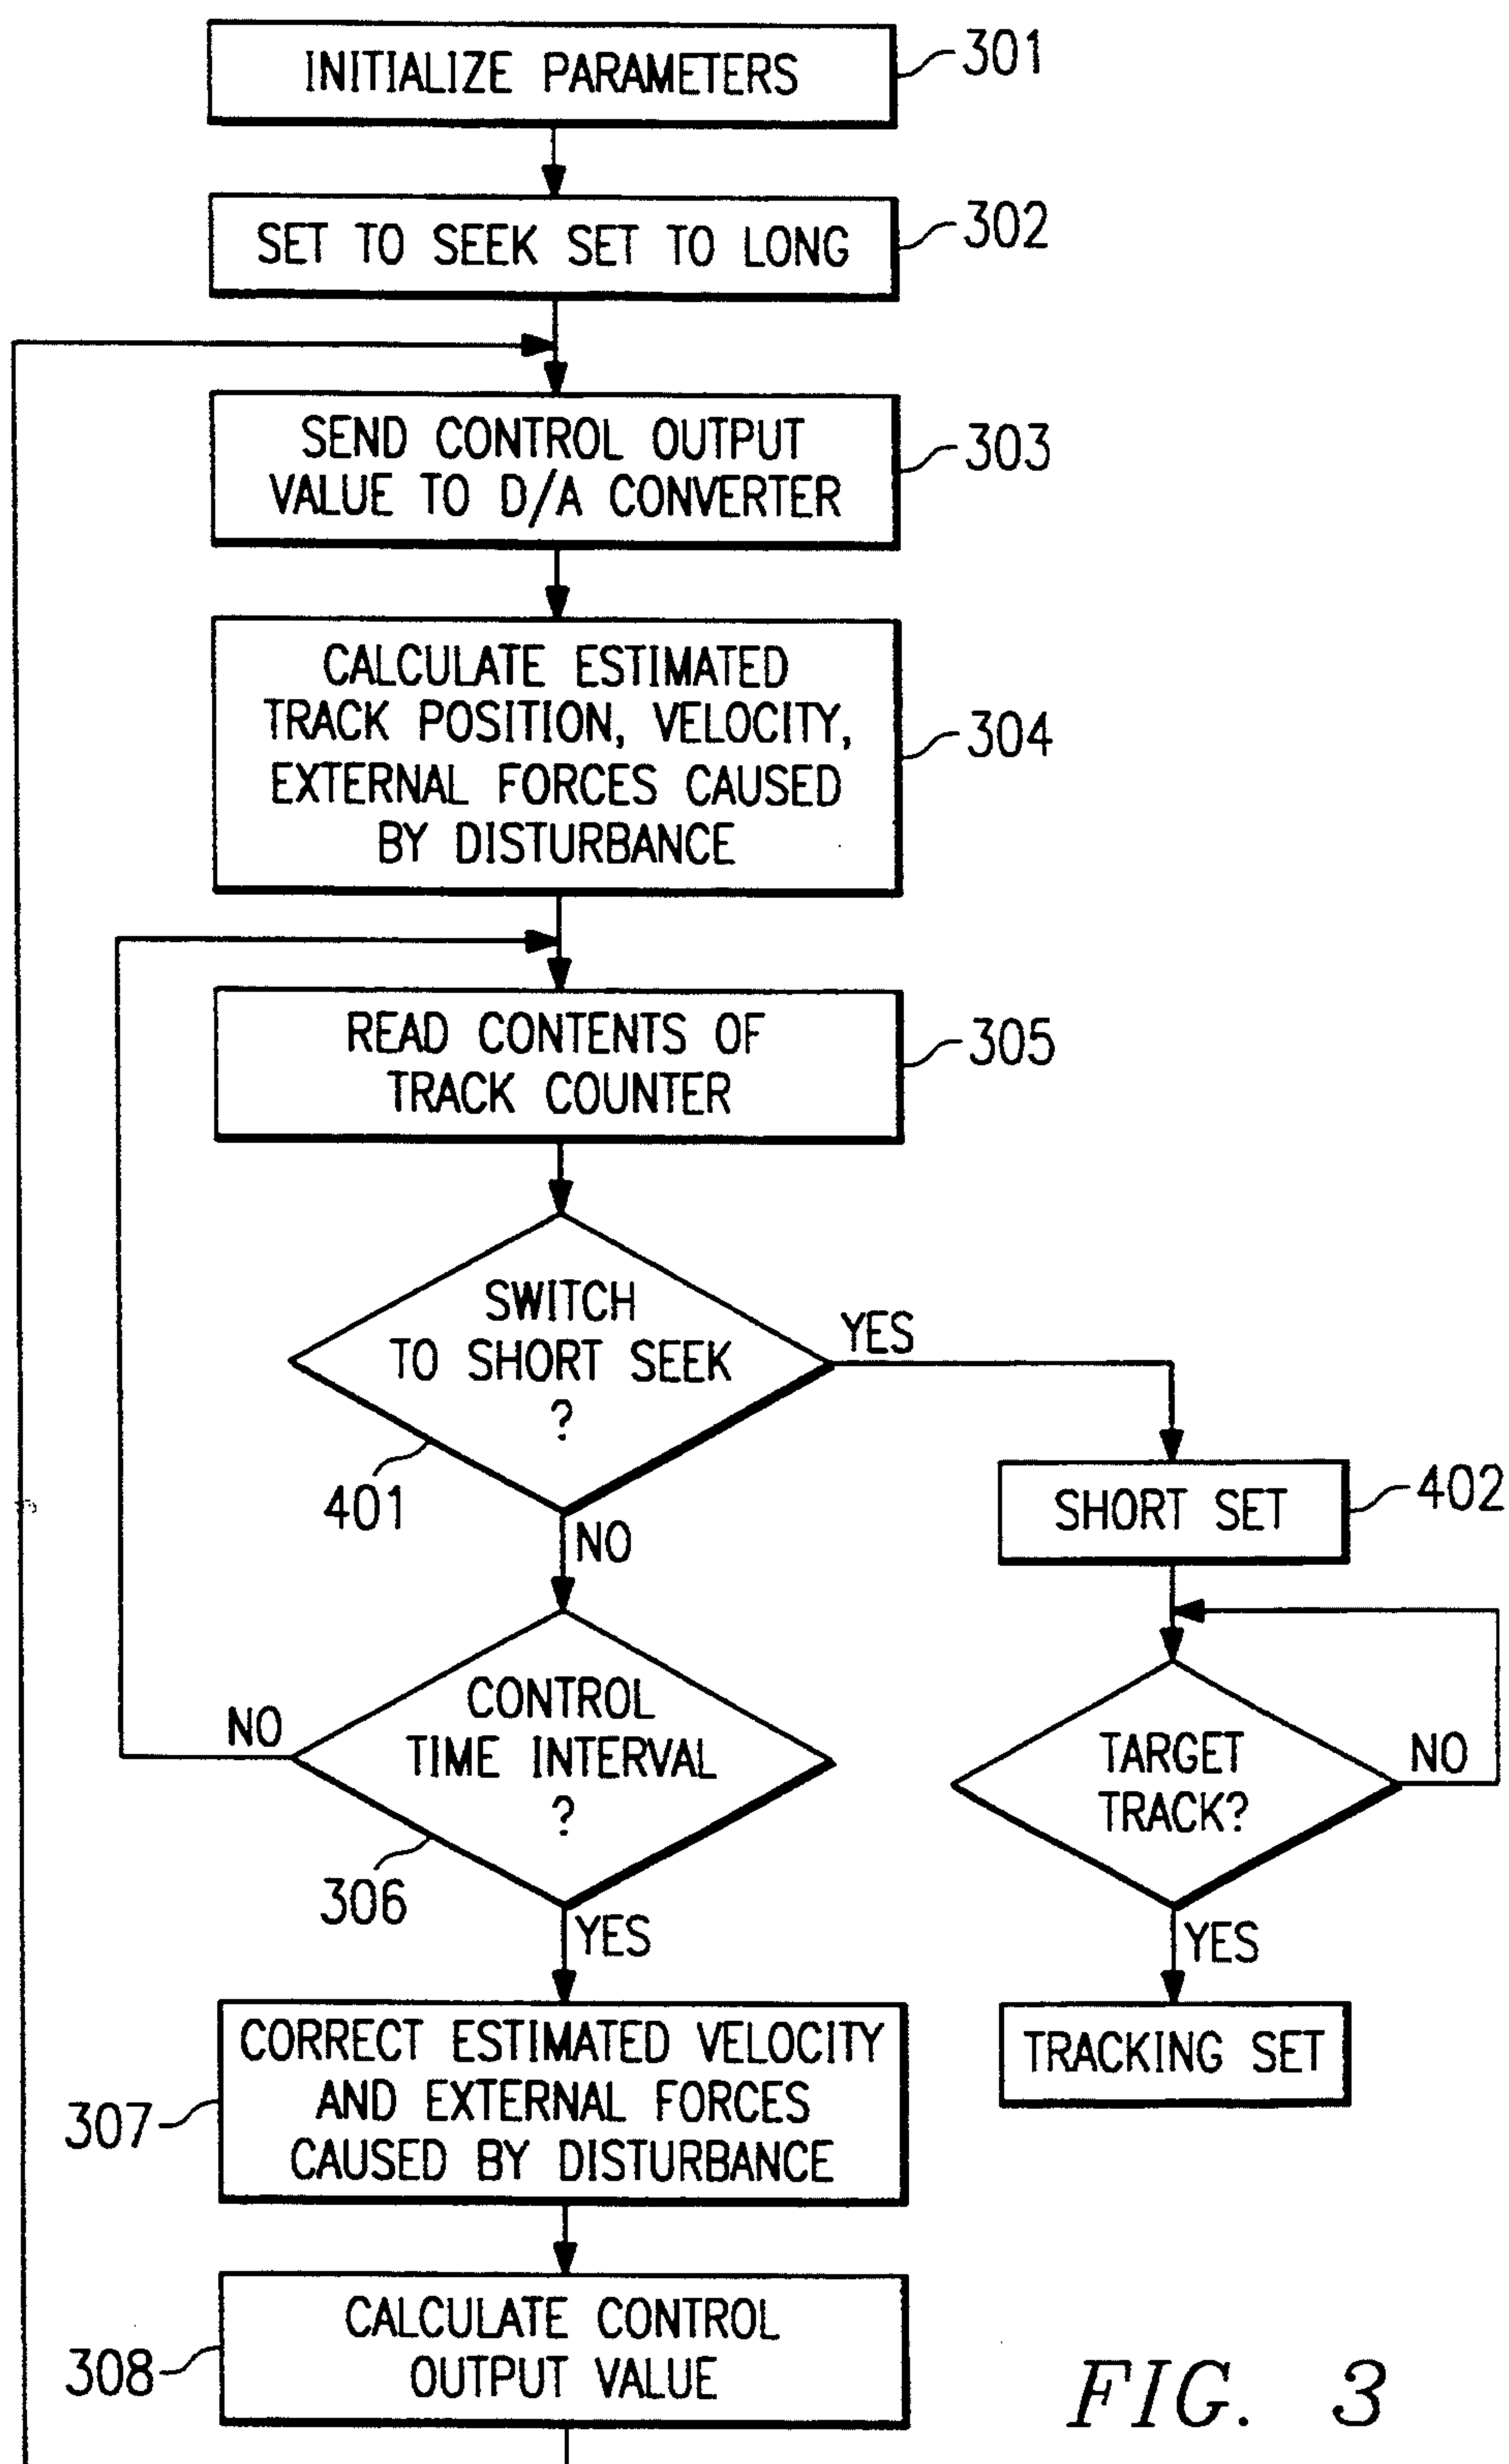 INITIALIZE PARAMETERS
301
SET TO SEEK SET TO LONG
302
SEND CONTROL OUTPUT
VALUE TO D/A CONVERTER
303
CALCULATE ESTIMATED
TRACK POSITION, VELOCITY,
EXTERNAL FORCES CAUSED
BY DISTURBANCE
304
READ CONTENTS OF
TRACK COUNTER
305
SWITCH
TO SHORT SEEK
?
YES
401
NO
SHORT SET
402
CONTROL
TIME INTERVAL
?
NO
306
YES
TARGET
TRACK?
NO
YES
TRACKING SET
CORRECT ESTIMATED VELOCITY
AND EXTERNAL FORCES
CAUSED BY DISTURBANCE
307
CALCULATE CONTROL
OUTPUT VALUE
308
FIG. 3